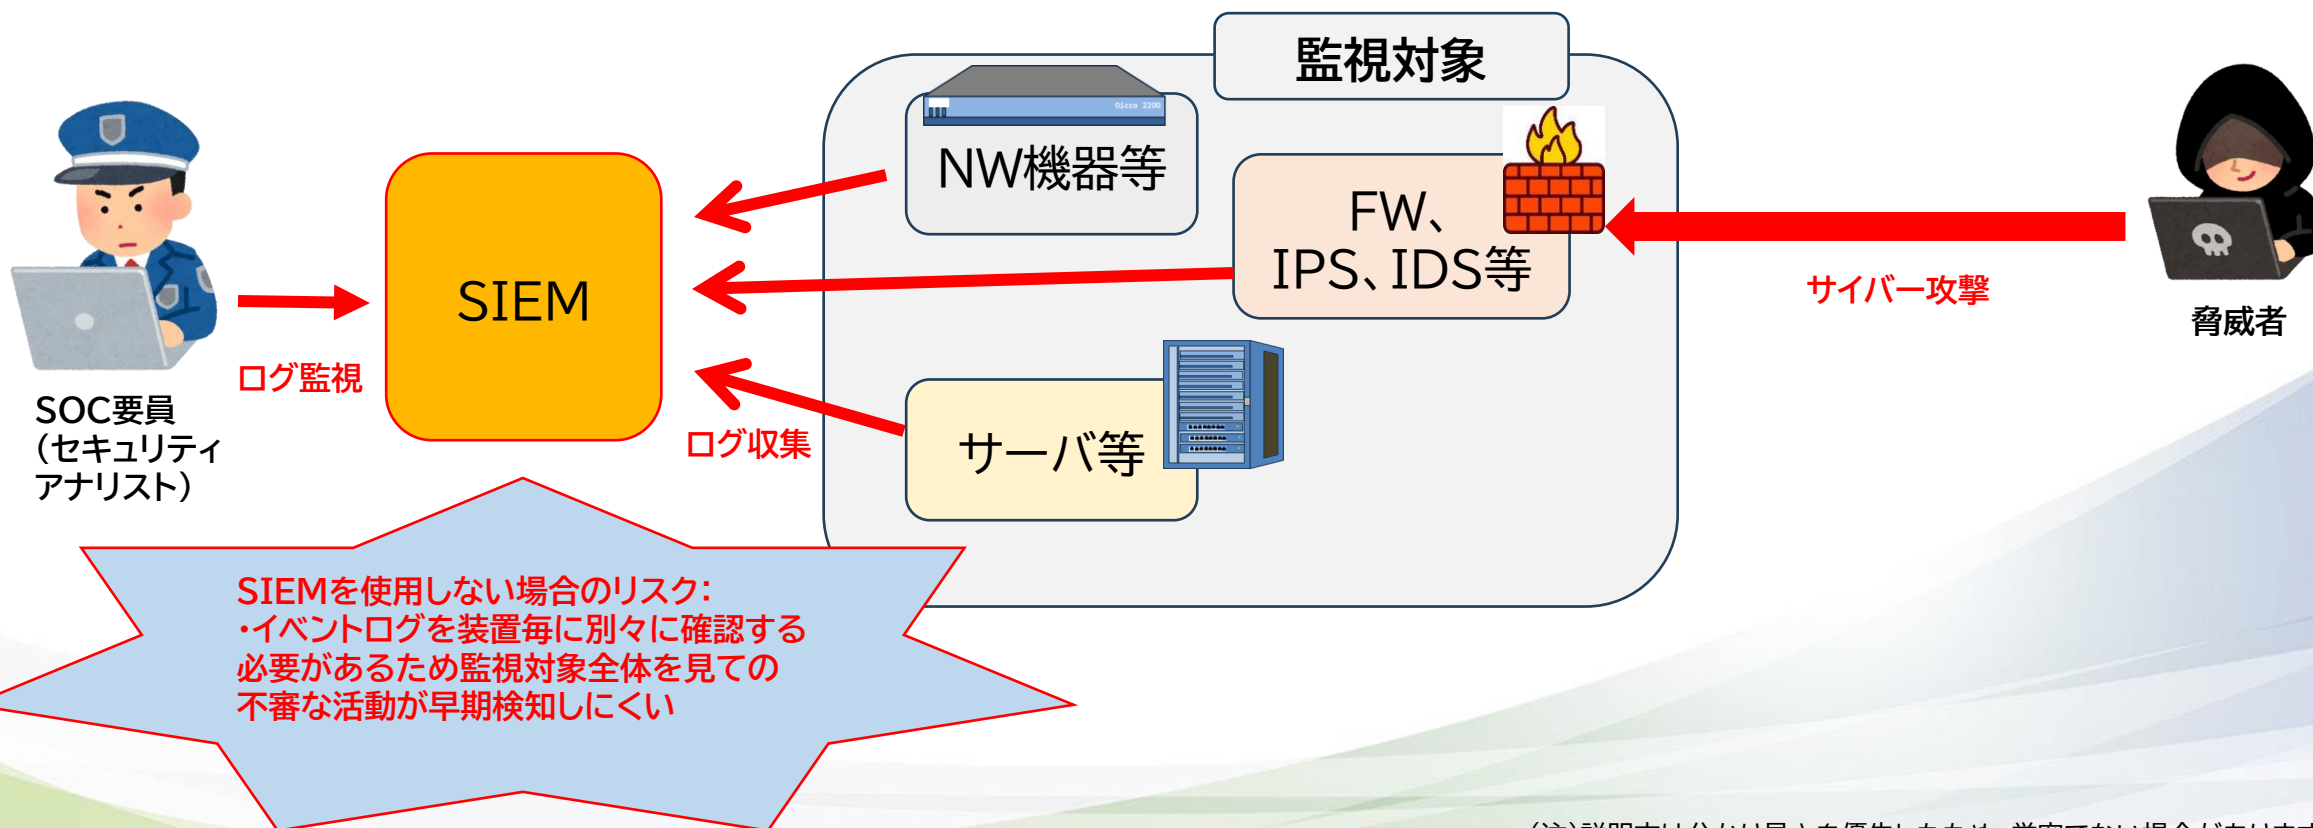 監視対象
Oicco 2200
NW機器等
FW、
IPS、IDS等
SIEM
サーバ等
サイバー攻撃
脅威者
ログ監視
ログ収集
SOC要員
（セキュリティ
アナリスト）
SIEMを使用しない場合のリスク：
・イベントログを装置毎に別々に確認する
必要があるため監視対象全体を見ての
不審な活動が早期検知しにくい